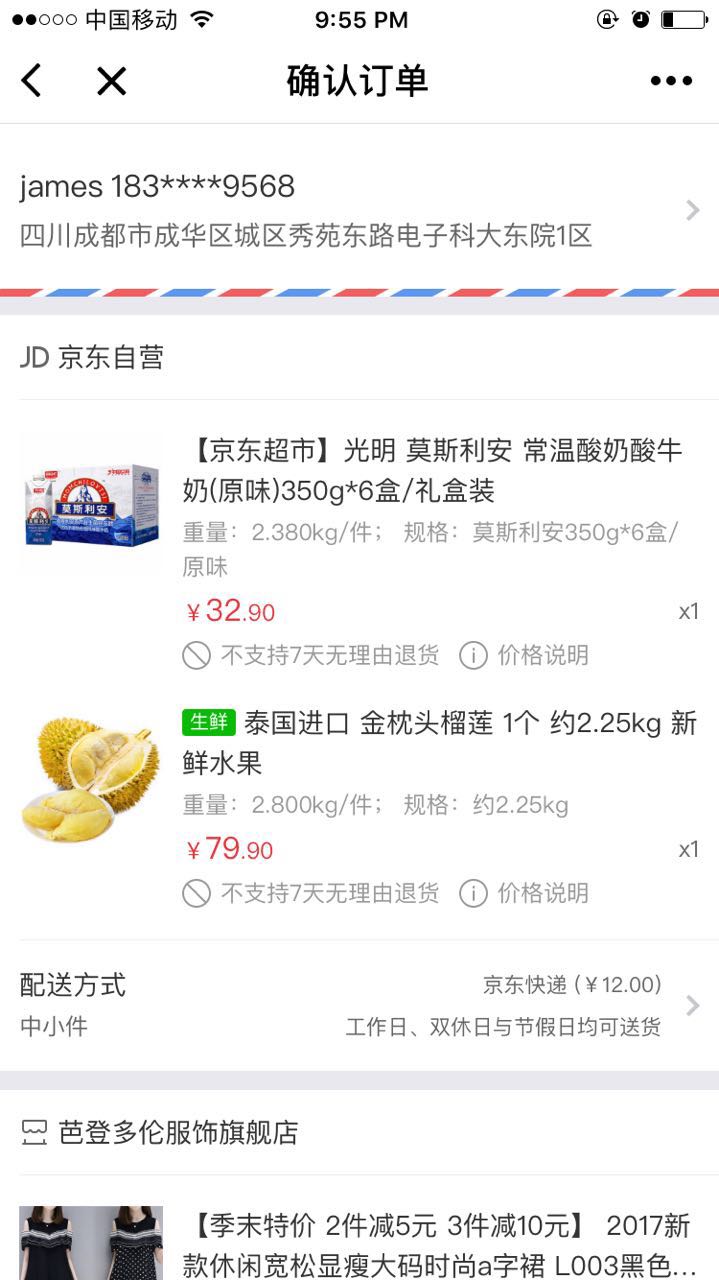 中国移动
9:55 PM
确认订单
james 183****9568
四川成都市成华区城区秀苑东路电子科大东院1区
JD 京东自营
【京东超市】光明 莫斯利安 常温酸奶酸牛
奶(原味)350g*6盒/礼盒装
重量：2.380kg/件； 规格：莫斯利安350g*6盒/
原味
￥32.90
x1
不支持7天无理由退货
价格说明
莫斯利安
生鲜 泰国进口 金枕头榴莲 1个 约2.25kg 新
鲜水果
重量：2.800kg/件； 规格：约2.25kg
￥79.90
x1
不支持7天无理由退货
价格说明
配送方式
京东快递 (￥12.00)
中小件
工作日、双休日与节假日均可送货
芭登多伦服饰旗舰店
【季末特价 2件减5元 3件减10元】 2017新
款休闲宽松显瘦大码时尚a字裙 L003黑色...